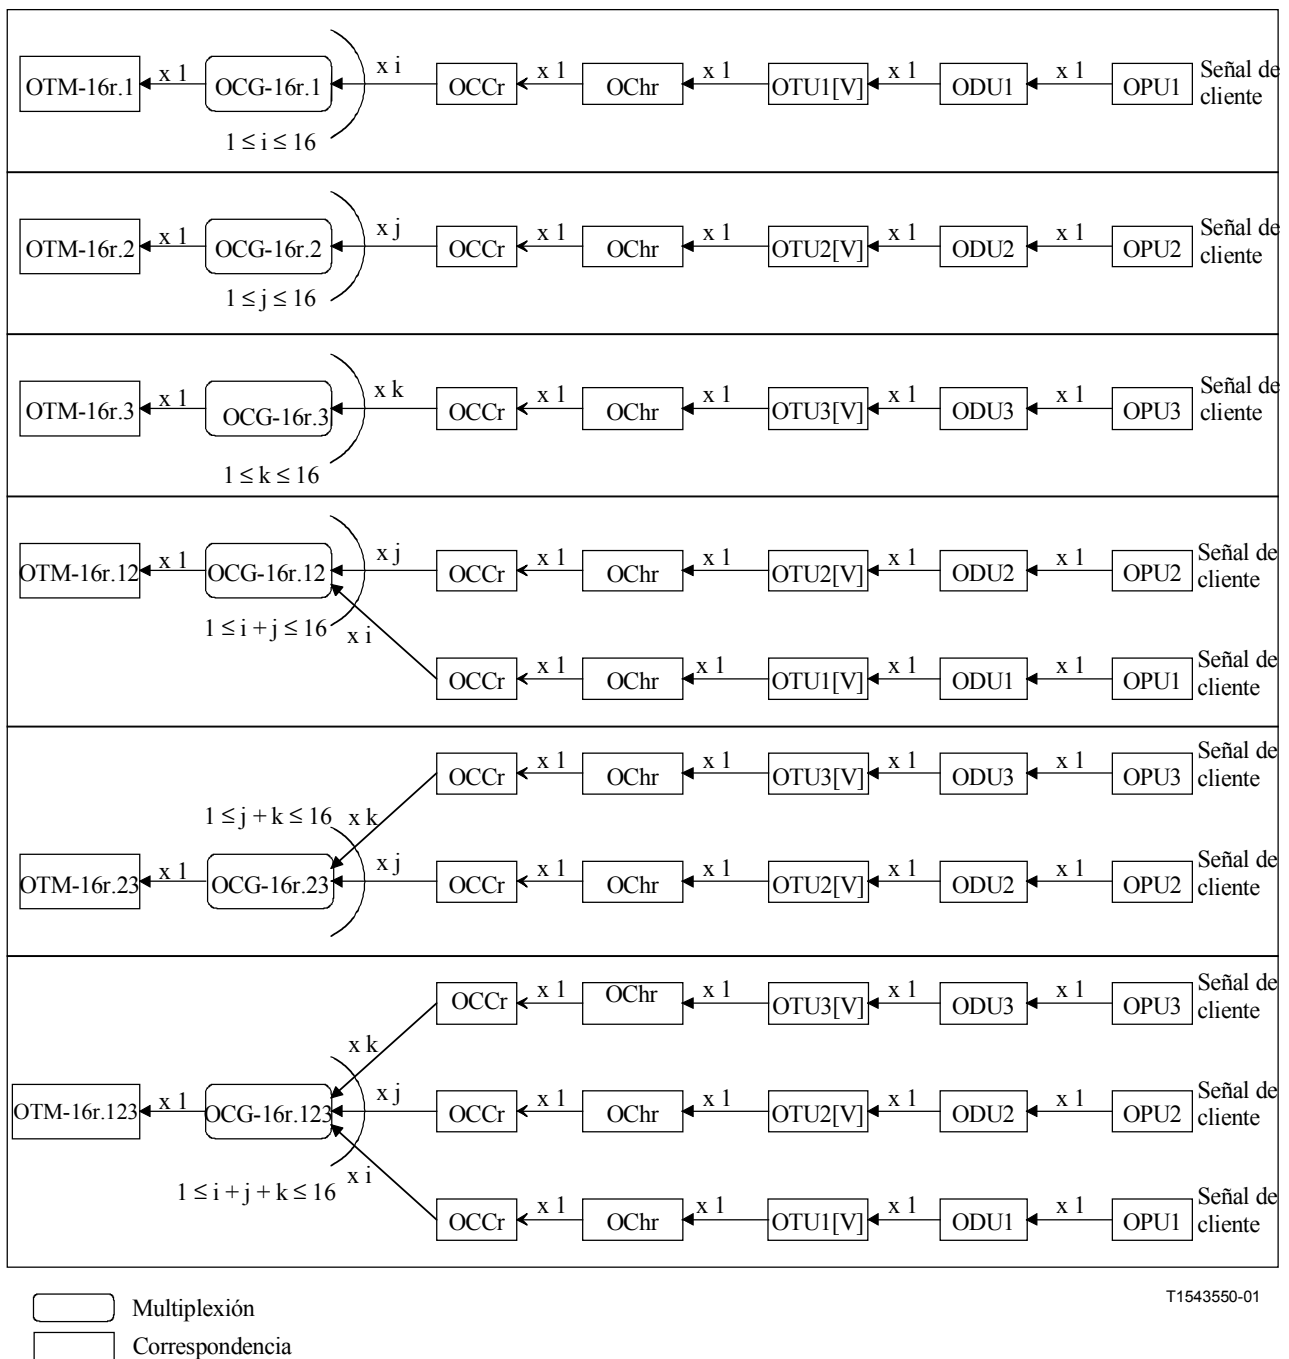 OTM-16r.1 x 1 OCG-16r.1 x i OCCr x 1 OChr x 1 OTU1[V] x 1 ODU1 x 1 OPU1 Señal de
cliente
1 ≤ i ≤ 16
OTM-16r.2 x 1 OCG-16r.2 x j OCCr x 1 OChr x 1 OTU2[V] x 1 ODU2 x 1 OPU2 Señal de
cliente
1 ≤ j ≤ 16
OTM-16r.3 x 1 OCG-16r.3 x k OCCr x 1 OChr x 1 OTU3[V] x 1 ODU3 x 1 OPU3 Señal de
cliente
1 ≤ k ≤ 16
OTM-16r.12 x 1 OCG-16r.12 x j OCCr x 1 OChr x 1 OTU2[V] x 1 ODU2 x 1 OPU2 Señal de
cliente
1 ≤ i + j ≤ 16
x i OCCr x 1 OChr x 1 OTU1[V] x 1 ODU1 x 1 OPU1 Señal de
cliente
OCCr x 1 OChr x 1 OTU3[V] x 1 ODU3 x 1 OPU3 Señal de
cliente
1 ≤ j + k ≤ 16 x k
OTM-16r.23 x 1 OCG-16r.23 x j OCCr x 1 OChr x 1 OTU2[V] x 1 ODU2 x 1 OPU2 Señal de
cliente
OCCr x 1 OChr x 1 OTU3[V] x 1 ODU3 x 1 OPU3 Señal de
cliente
x k
OTM-16r.123 x 1 OCG-16r.123 x j OCCr x 1 OChr x 1 OTU2[V] x 1 ODU2 x 1 OPU2 Señal de
cliente
1 ≤ i + j + k ≤ 16 x i
OCCr x 1 OChr x 1 OTU1[V] x 1 ODU1 x 1 OPU1 Señal de
cliente
T1543550-01
Multiplexión
Correspondencia